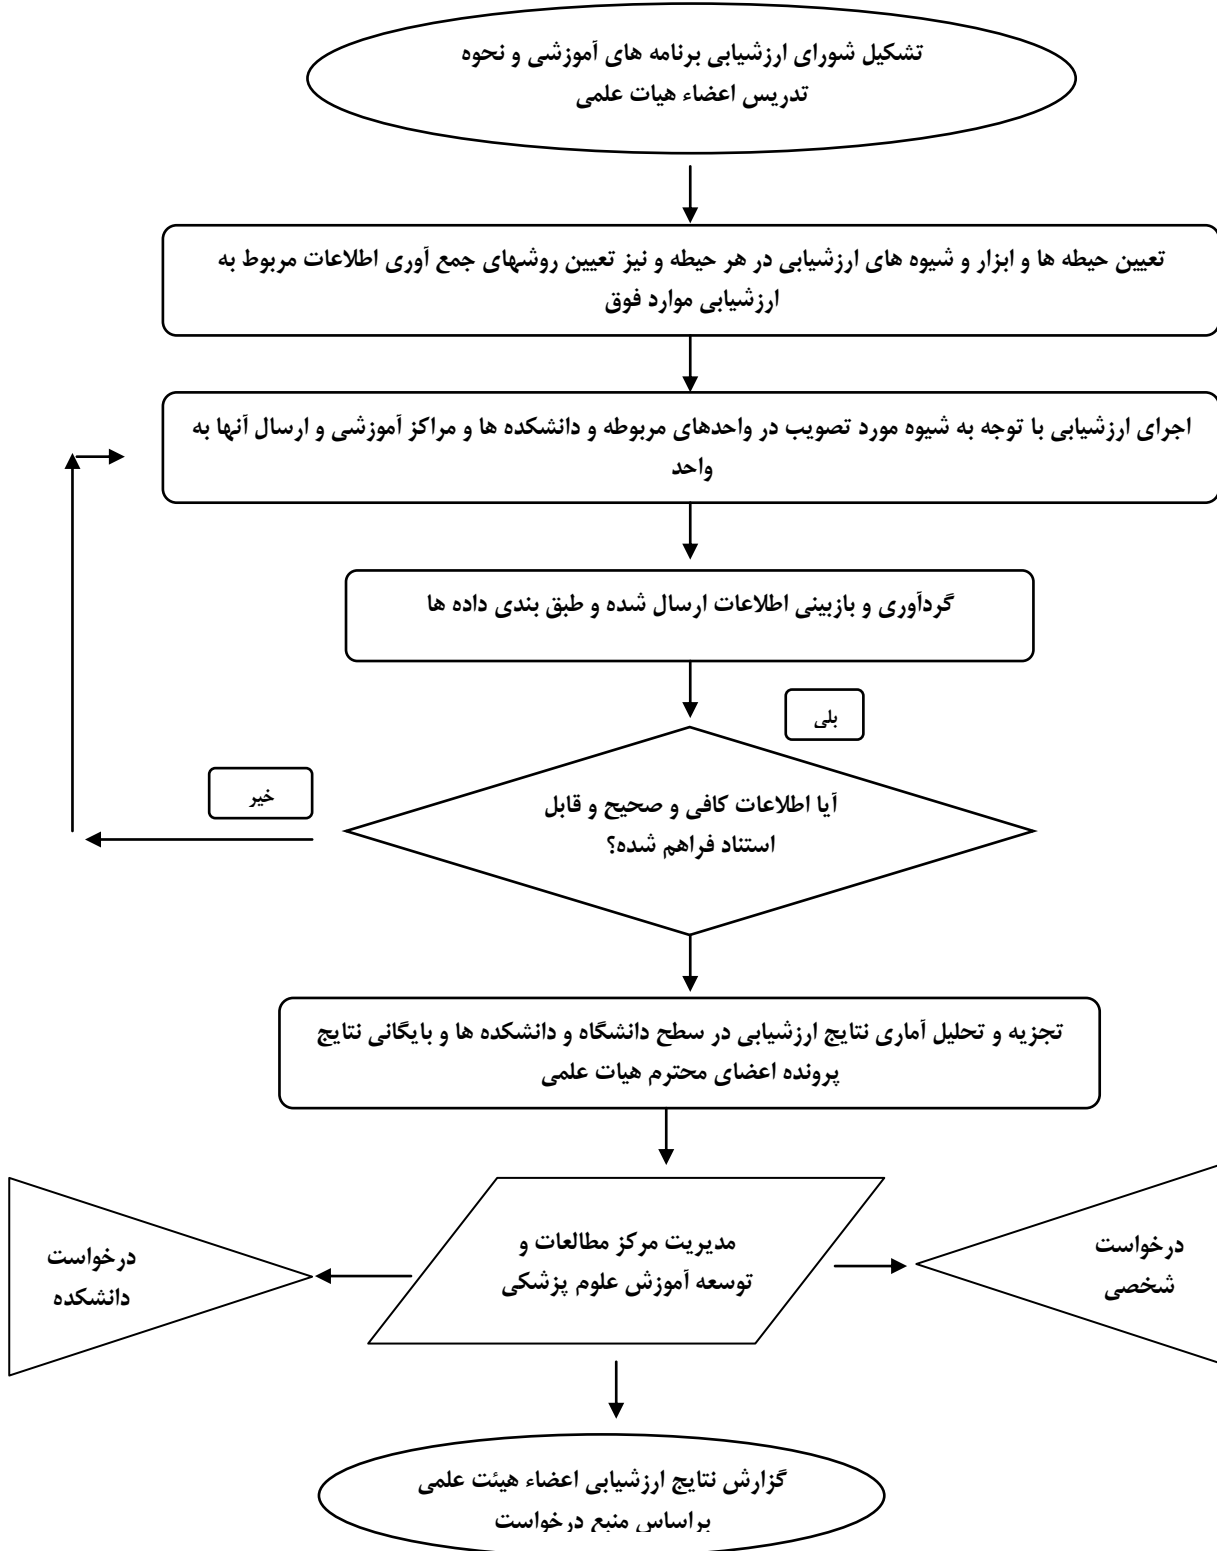 تشکیل شورای ارزشیابی برنامه های آموزشی و نحوه
تدریس اعضاء هیات علمی
تعیین حیطه ها و ابزار و شیوه های ارزشیابی در هر حیطه و نیز تعیین روشهای جمع آوری اطلاعات مربوط به
ارزشیابی موارد فوق
اجرای ارزشیابی با توجه به شیوه مورد تصویب در واحدهای مربوطه و دانشکده ها و مراکز آموزشی و ارسال آنها به
واحد
گردآوری و بازبینی اطلاعات ارسال شده و طبق بندی داده ها
بلی
خیر
آیا اطلاعات کافی و صحیح و قابل
استناد فراهم شده؟
تجزیه و تحلیل آماری نتایج ارزشیابی در سطح دانشگاه و دانشکده ها و بایگانی نتایج
پرونده اعضای محترم هیات علمی
درخواست
شخصی
مدیریت مرکز مطالعات و
توسعه آموزش علوم پزشکی
درخواست
دانشکده
گزارش نتایج ارزشیابی اعضاء هیئت علمی
براساس منبع درخواست